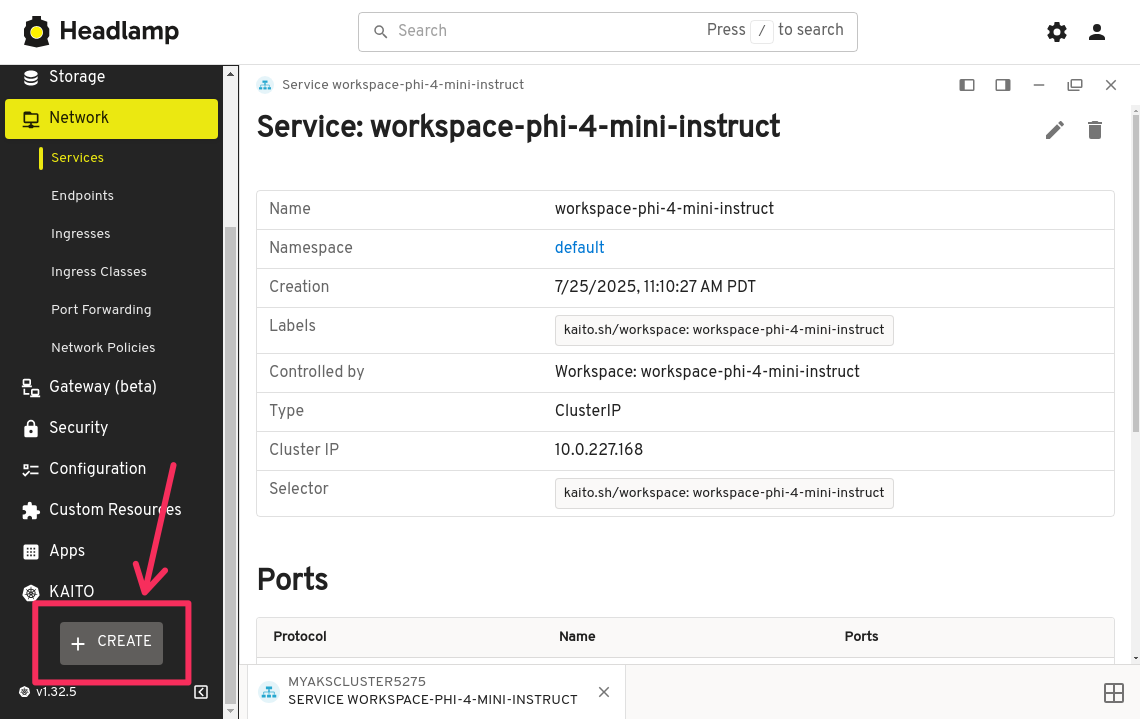 Headlamp
Search
Press / to search
Storage
Network
Services
Endpoints
Ingresses
Ingress Classes
Port Forwarding
Network Policies
Gateway (beta)
Security
Configuration
Custom Resources
Apps
KAITO
CREATE
v1.32.5
Service workspace-phi-4-mini-instruct
Service: workspace-phi-4-mini-instruct
Name workspace-phi-4-mini-instruct
Namespace default
Creation 7/25/2025, 11:10:27 AM PDT
Labels kaito.sh/workspace: workspace-phi-4-mini-instruct
Controlled by Workspace: workspace-phi-4-mini-instruct
Type ClusterIP
Cluster IP 10.0.227.168
Selector kaito.sh/workspace: workspace-phi-4-mini-instruct
Ports
Protocol Name Ports
MYAKSCLUSTER5275
SERVICE WORKSPACE-PHI-4-MINI-INSTRUCT